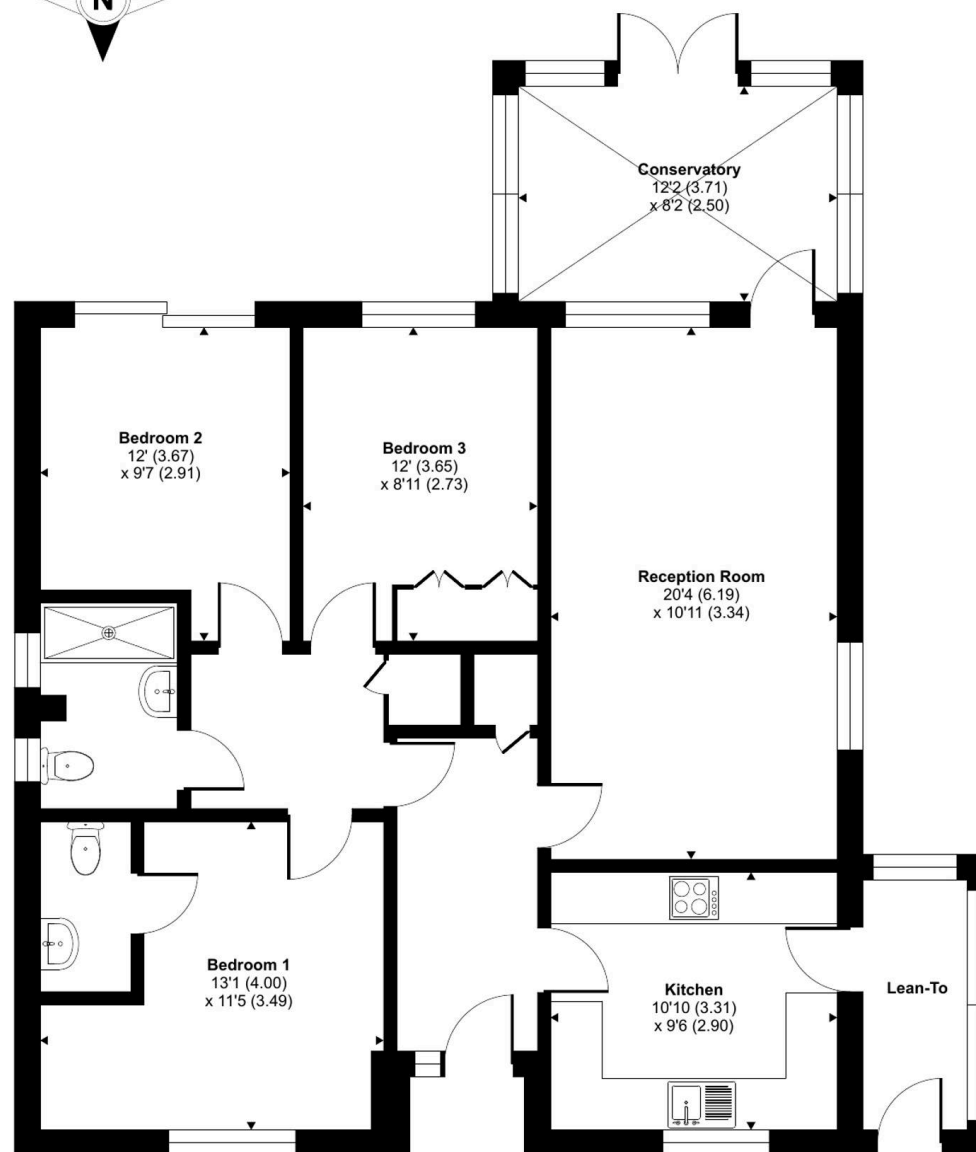 N
Conservatory
12'2 (3.71)
x 8'2 (2.50)
Bedroom 2
12' (3.67)
x 9'7 (2.91)
Bedroom 3
12' (3.65)
x 8'11 (2.73)
Reception Room
20'4 (6.19)
x 10'11 (3.34)
Bedroom 1
13'1 (4.00)
x 11'5 (3.49)
Kitchen
10'10 (3.31)
x 9'6 (2.90)
Lean-To